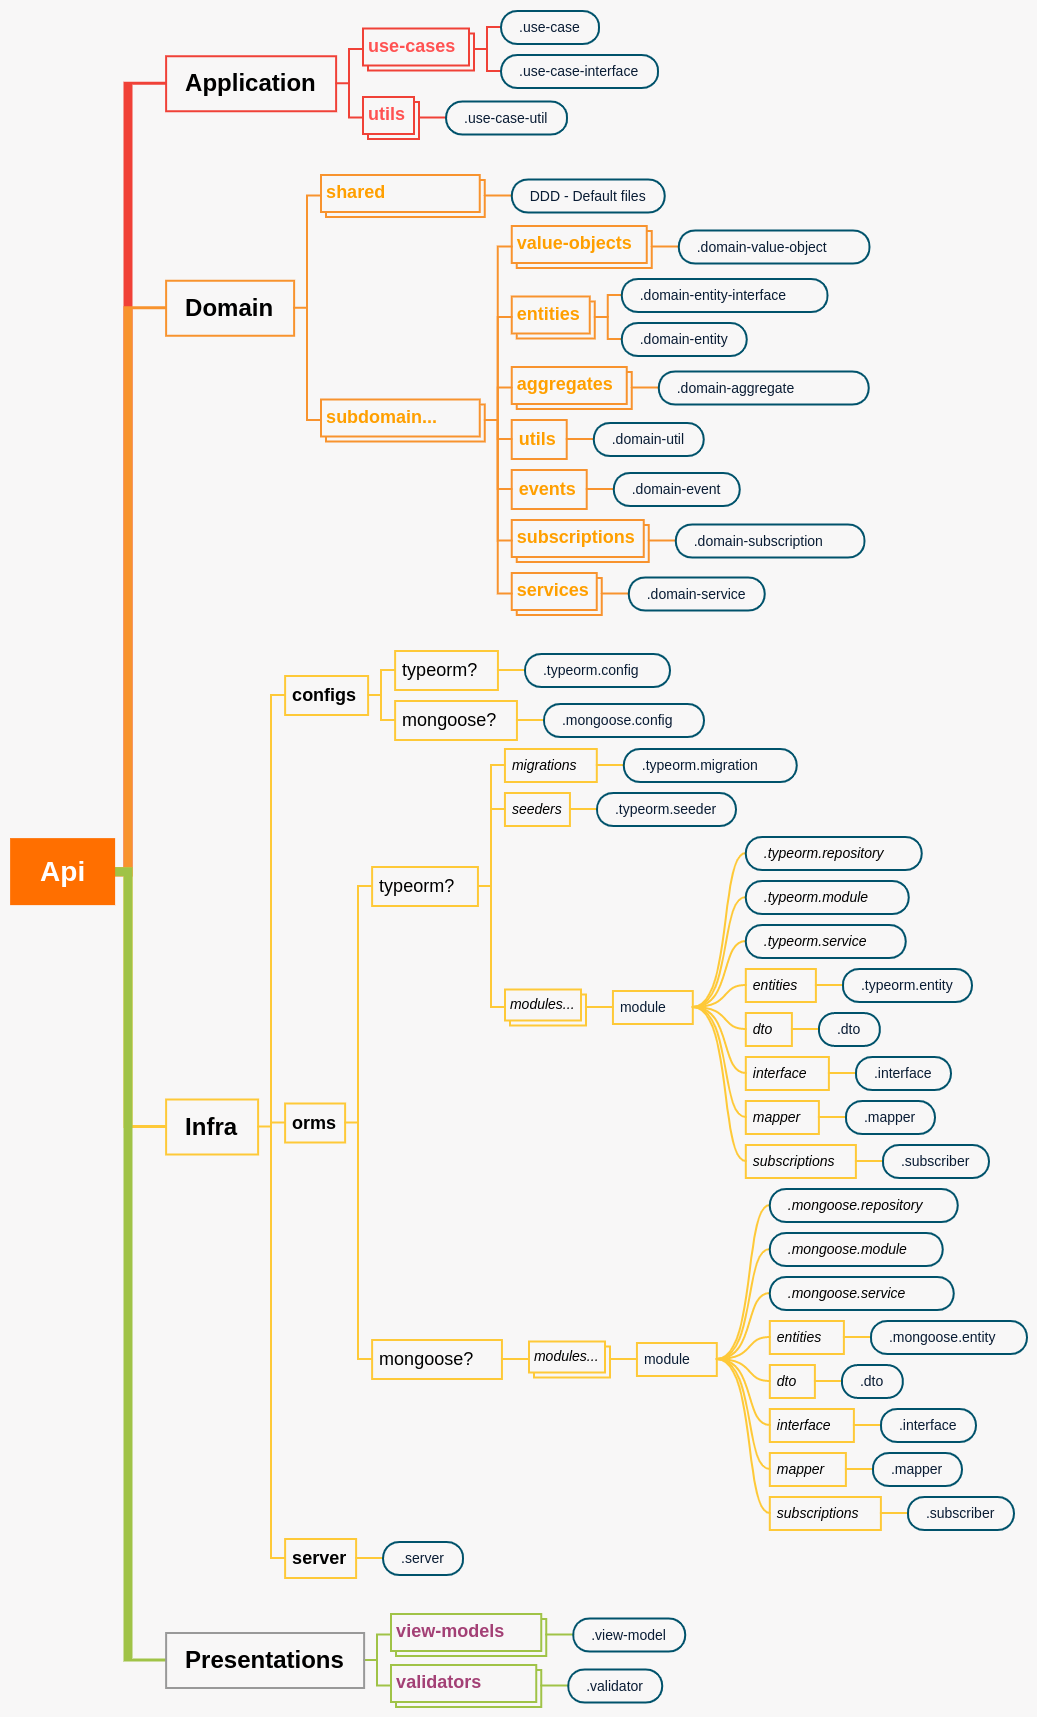 Api
Application
use-cases
.use-case
.use-case-interface
utils
.use-case-util
Domain
shared
DDD - Default files
subdomain...
value-objects
.domain-value-object
entities
.domain-entity-interface
.domain-entity
aggregates
.domain-aggregate
utils
.domain-util
events
.domain-event
subscriptions
.domain-subscription
services
.domain-service
Infra
configs
typeorm?
.typeorm.config
mongoose?
.mongoose.config
orms
typeorm?
migrations
.typeorm.migration
seeders
.typeorm.seeder
modules...
module
.typeorm.repository
.typeorm.module
.typeorm.service
entities
.typeorm.entity
dto
.dto
interface
.interface
mapper
.mapper
subscriptions
.subscriber
mongoose?
modules...
module
.mongoose.repository
.mongoose.module
.mongoose.service
entities
.mongoose.entity
dto
.dto
interface
.interface
mapper
.mapper
subscriptions
.subscriber
server
.server
Presentations
view-models
.view-model
validators
.validator